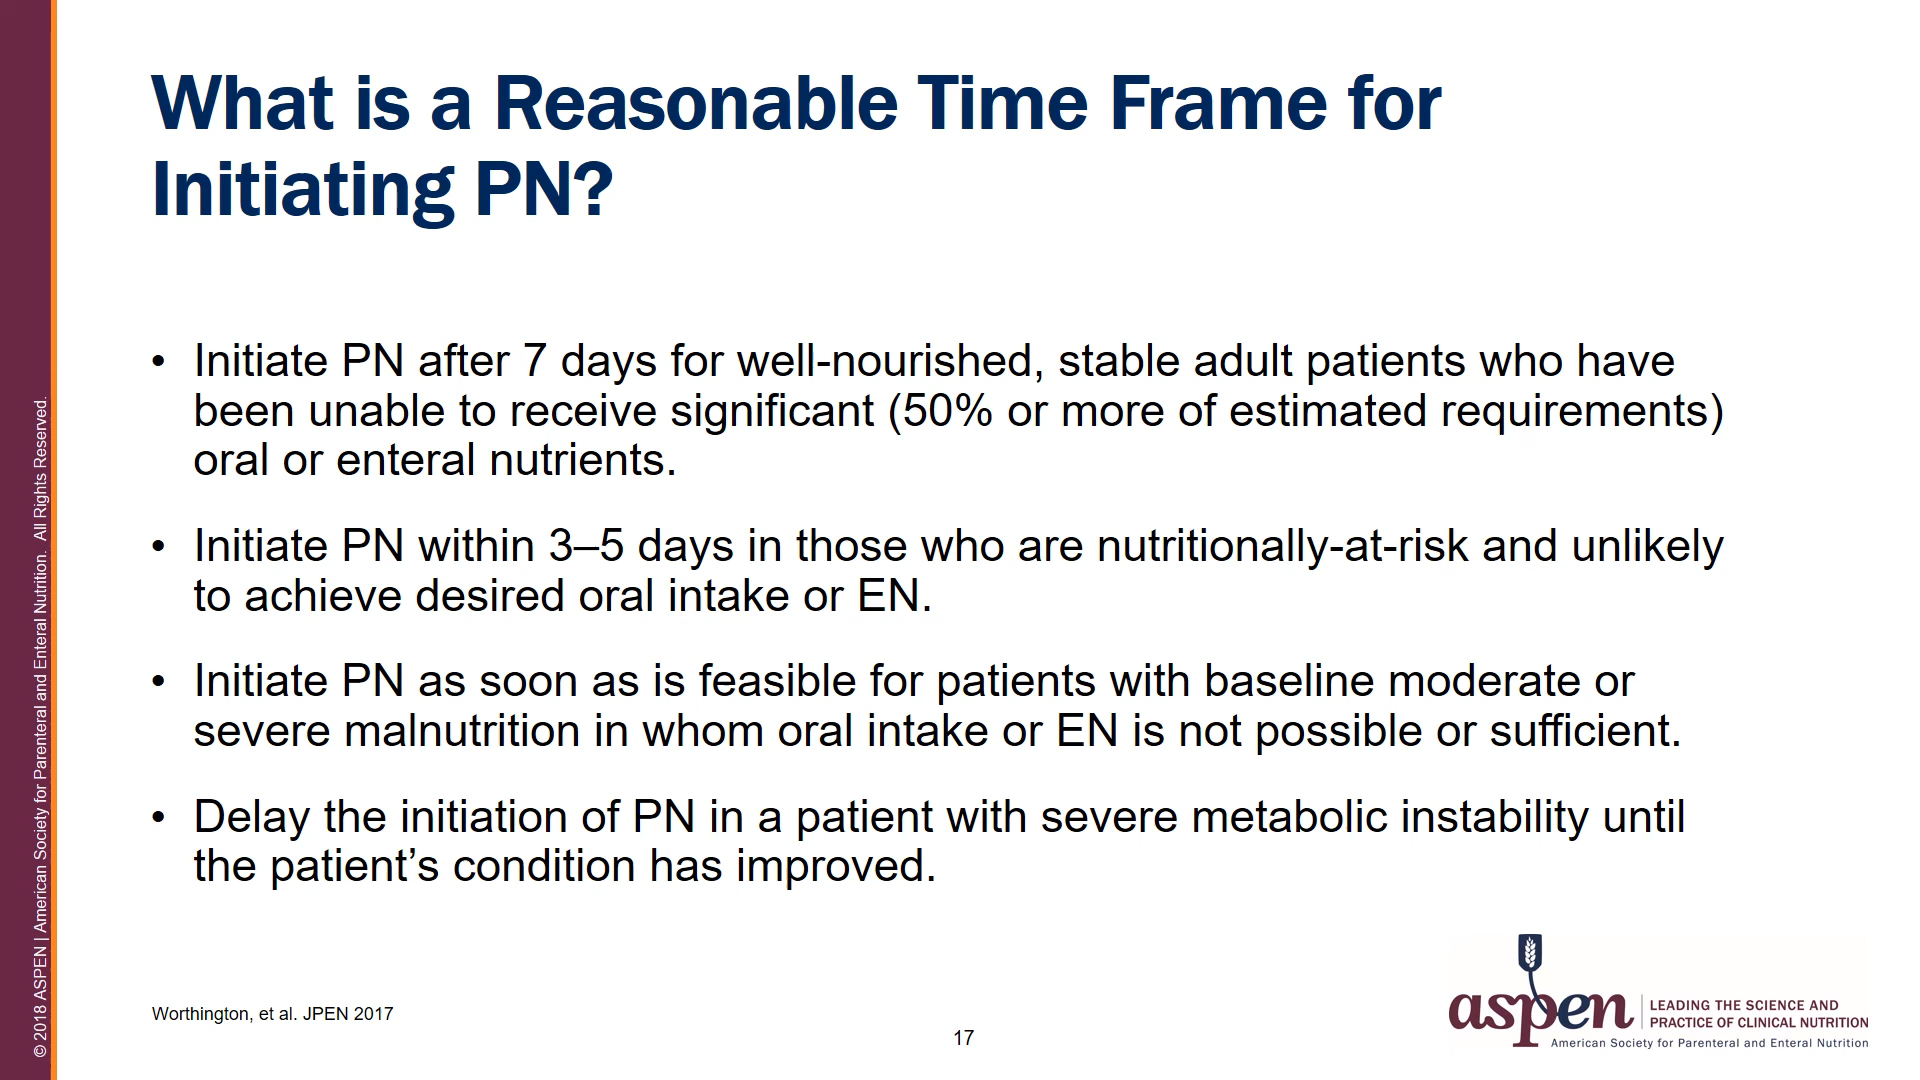 What is a Reasonable Time Frame for
Initiating PN?
• Initiate PN after 7 days for well-nourished, stable adult patients who have
been unable to receive significant (50% or more of estimated requirements)
oral or enteral nutrients.
• Initiate PN within 3–5 days in those who are nutritionally-at-risk and unlikely
to achieve desired oral intake or EN.
• Initiate PN as soon as is feasible for patients with baseline moderate or
severe malnutrition in whom oral intake or EN is not possible or sufficient.
• Delay the initiation of PN in a patient with severe metabolic instability until
the patient’s condition has improved.
Worthington, et al. JPEN 2017
17
aspen
LEADING THE SCIENCE AND
PRACTICE OF CLINICAL NUTRITION
American Society for Parenteral and Enteral Nutrition
© 2018 ASPEN | American Society for Parenteral and Enteral Nutrition. All Rights Reserved.